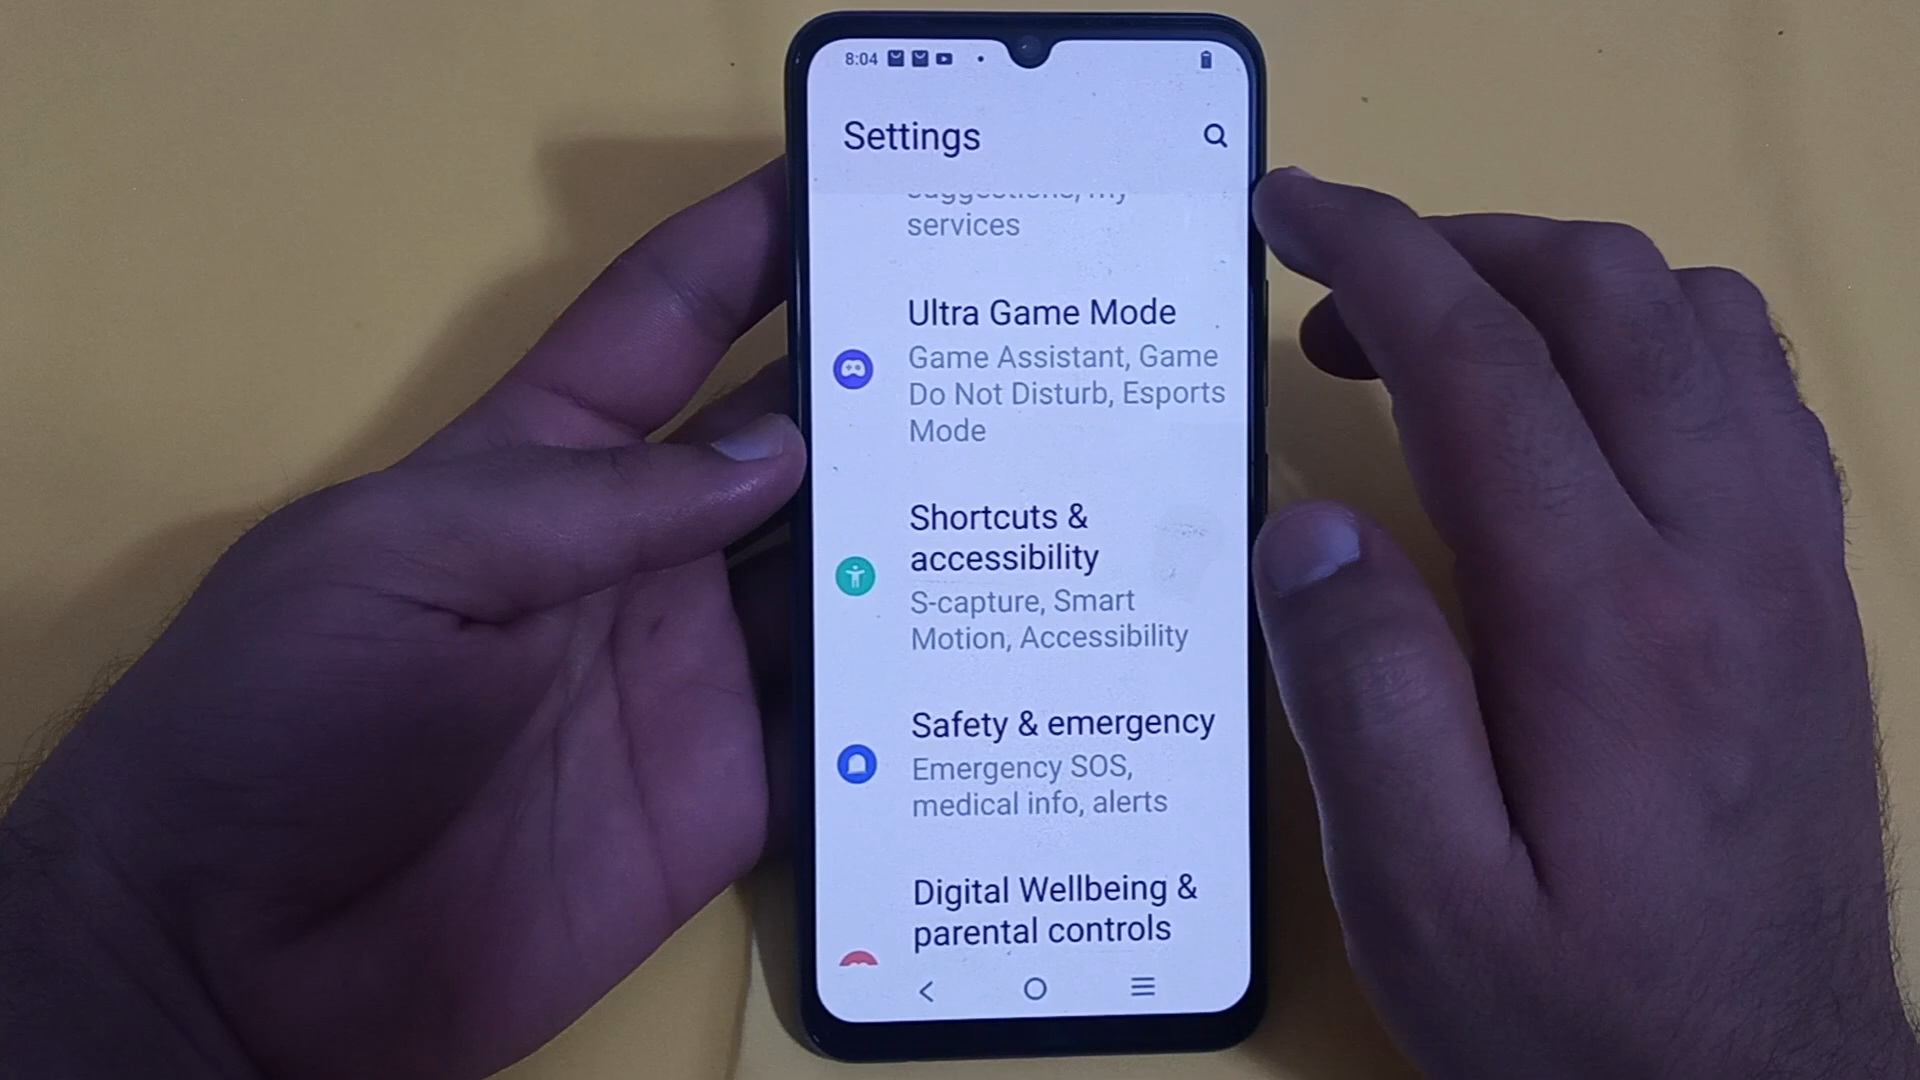 8:04
Settings
suggestions, my
services
Ultra Game Mode
Game Assistant, Game
Do Not Disturb, Esports
Mode
Shortcuts &
accessibility
S-capture, Smart
Motion, Accessibility
Safety & emergency
Emergency SOS,
medical info, alerts
Digital Wellbeing &
parental controls